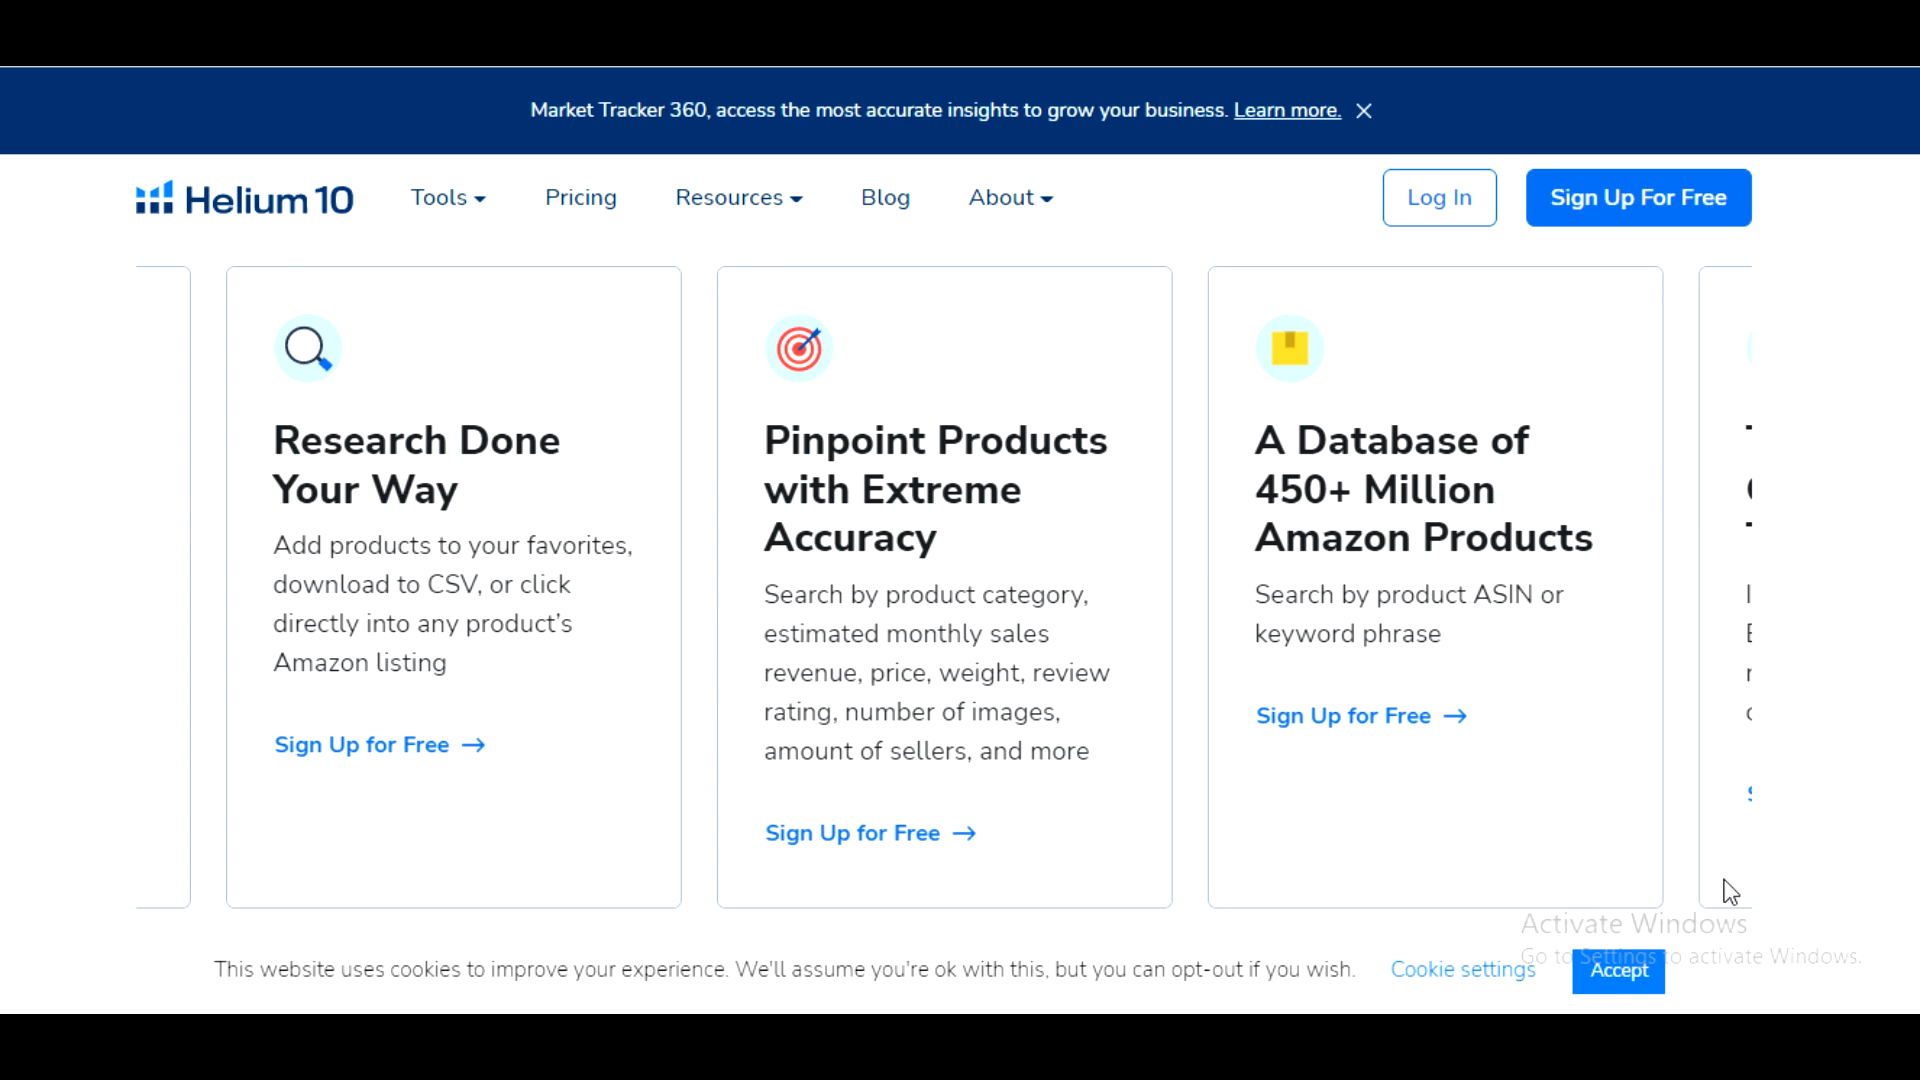 Market Tracker 360, access the most accurate insights to grow your business. Learn more.
Helium 10
Tools
Pricing
Resources
Blog
About
Log In
Sign Up For Free
Research Done
Your Way
Add products to your favorites,
download to CSV, or click
directly into any product's
Amazon listing
Sign Up for Free
Pinpoint Products
with Extreme
Accuracy
Search by product category,
estimated monthly sales
revenue, price, weight, review
rating, number of images,
amount of sellers, and more
Sign Up for Free
A Database of
450+ Million
Amazon Products
Search by product ASIN or
keyword phrase
Sign Up for Free
Activate Windows
Go to Settings to activate Windows.
This website uses cookies to improve your experience. We'll assume you're ok with this, but you can opt-out if you wish.
Cookie settings
Accept